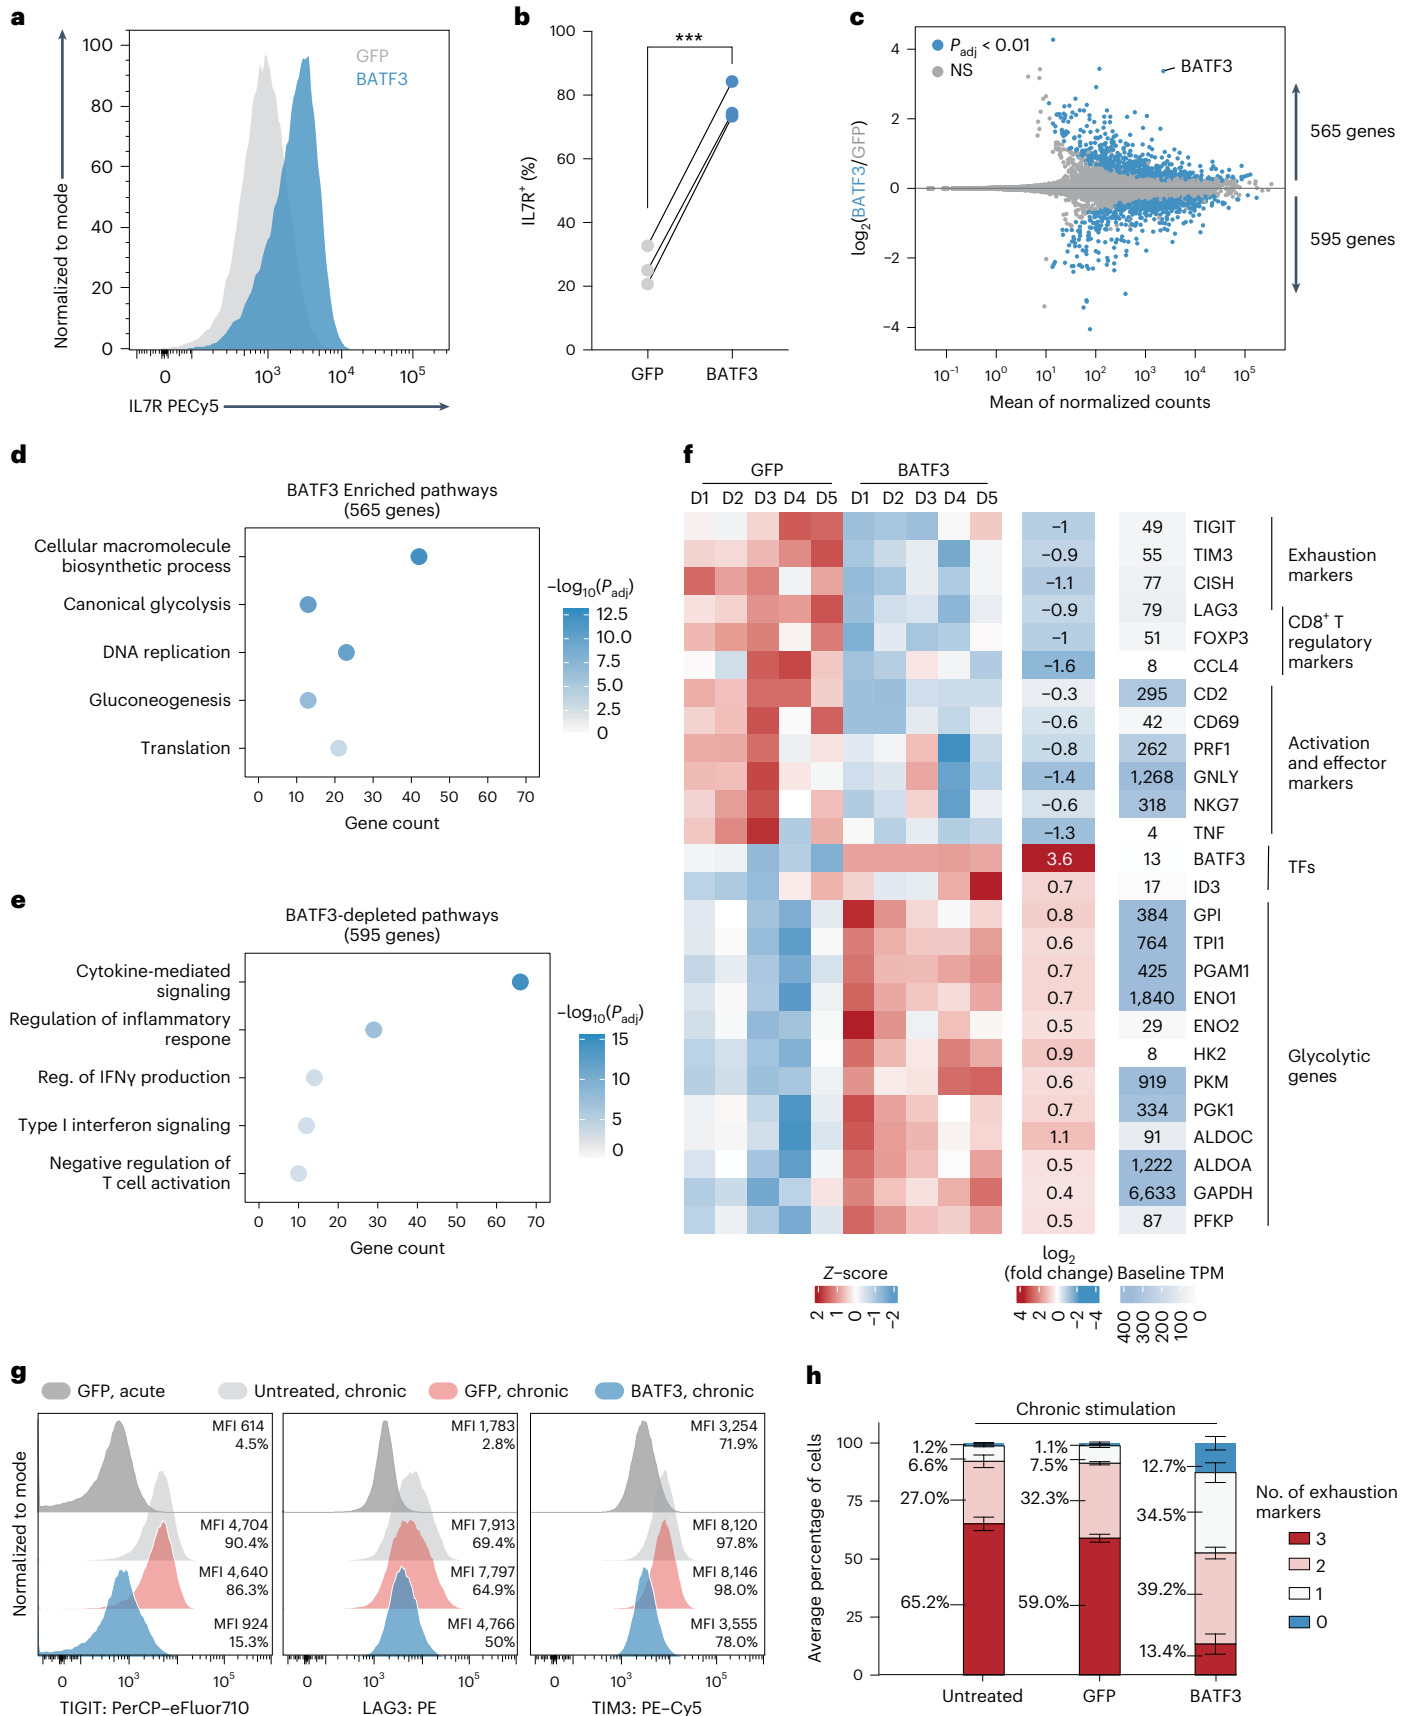 a
100
80
60
40
20
0
Normalized to mode
GFP
BATF3
0
10³
10⁴
10⁵
IL7R PECy5
b
100
80
60
40
20
0
IL7R⁺ (%)
***
GFP
BATF3
c
4
2
0
−2
−4
log₂(BATF3/GFP)
P_adj < 0.01
NS
BATF3
565 genes
595 genes
10⁻¹
10⁰
10¹
10²
10³
10⁴
10⁵
Mean of normalized counts
d
BATF3 Enriched pathways
(565 genes)
Cellular macromolecule
biosynthetic process
Canonical glycolysis
DNA replication
Gluconeogenesis
Translation
0 10 20 30 40 50 60 70
Gene count
−log₁₀(P_adj)
12.5
10.0
7.5
5.0
2.5
0
e
BATF3-depleted pathways
(595 genes)
Cytokine-mediated
signaling
Regulation of inflammatory
respone
Reg. of IFNγ production
Type I interferon signaling
Negative regulation of
T cell activation
0 10 20 30 40 50 60 70
Gene count
−log₁₀(P_adj)
15
10
5
0
f
GFP BATF3
D1 D2 D3 D4 D5 D1 D2 D3 D4 D5
−1 49 TIGIT
−0.9 55 TIM3
−1.1 77 CISH
−0.9 79 LAG3
−1 51 FOXP3
−1.6 8 CCL4
−0.3 295 CD2
−0.6 42 CD69
−0.8 262 PRF1
−1.4 1,268 GNLY
−0.6 318 NKG7
−1.3 4 TNF
3.6 13 BATF3
0.7 17 ID3
0.8 384 GPI
0.6 764 TPI1
0.7 425 PGAM1
0.7 1,840 ENO1
0.5 29 ENO2
0.9 8 HK2
0.6 919 PKM
0.7 334 PGK1
1.1 91 ALDOC
0.5 1,222 ALDOA
0.4 6,633 GAPDH
0.5 87 PFKP
Exhaustion
markers
CD8⁺ T
regulatory
markers
Activation
and effector
markers
TFs
Glycolytic
genes
Z−score
2 1 0 −1 −2
log₂
(fold change)
4 2 0 −2 −4
Baseline TPM
400 300 200 100 0
g
GFP, acute
Untreated, chronic
GFP, chronic
BATF3, chronic
Normalized to mode
MFI 614
4.5%
MFI 4,704
90.4%
MFI 4,640
86.3%
MFI 924
15.3%
0 10³ 10⁵
TIGIT: PerCP−eFluor710
MFI 1,783
2.8%
MFI 7,913
69.4%
MFI 7,797
64.9%
MFI 4,766
50%
0 10³ 10⁵
LAG3: PE
MFI 3,254
71.9%
MFI 8,120
97.8%
MFI 8,146
98.0%
MFI 3,555
78.0%
0 10³ 10⁵
TIM3: PE−Cy5
h
Chronic stimulation
Average percentage of cells
100
75
50
25
0
1.2%
6.6%
27.0%
65.2%
1.1%
7.5%
32.3%
59.0%
12.7%
34.5%
39.2%
13.4%
Untreated
GFP
BATF3
No. of exhaustion
markers
3
2
1
0